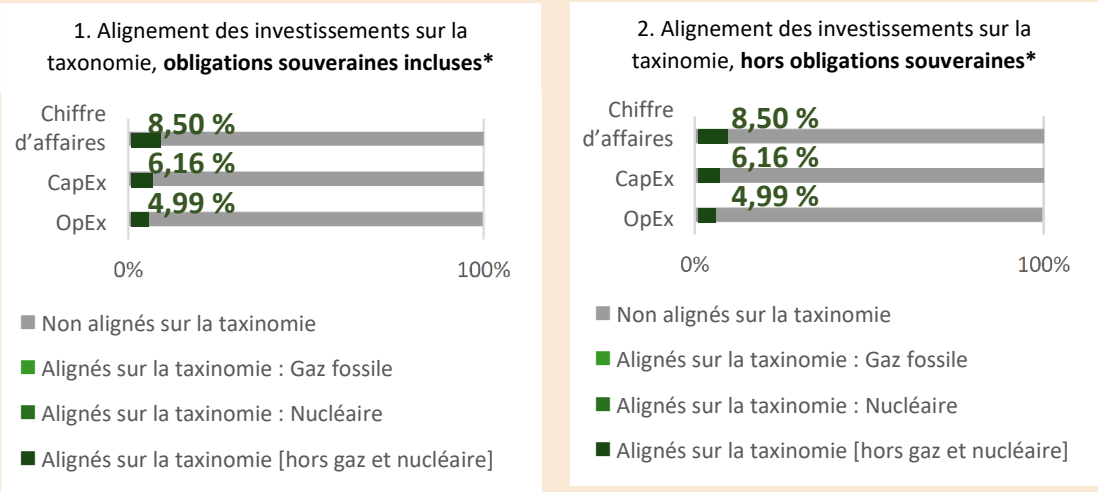 1. Alignement des investissements sur la
taxonomie, obligations souveraines incluses*
Chiffre
d’affaires
8,50 %
CapEx
6,16 %
OpEx
4,99 %
0%
100%
Non alignés sur la taxinomie
Alignés sur la taxinomie : Gaz fossile
Alignés sur la taxinomie : Nucléaire
Alignés sur la taxinomie [hors gaz et nucléaire]
2. Alignement des investissements sur la
taxinomie, hors obligations souveraines*
Chiffre
d’affaires
8,50 %
CapEx
6,16 %
OpEx
4,99 %
0%
100%
Non alignés sur la taxinomie
Alignés sur la taxinomie : Gaz fossile
Alignés sur la taxinomie : Nucléaire
Alignés sur la taxinomie [hors gaz et nucléaire]